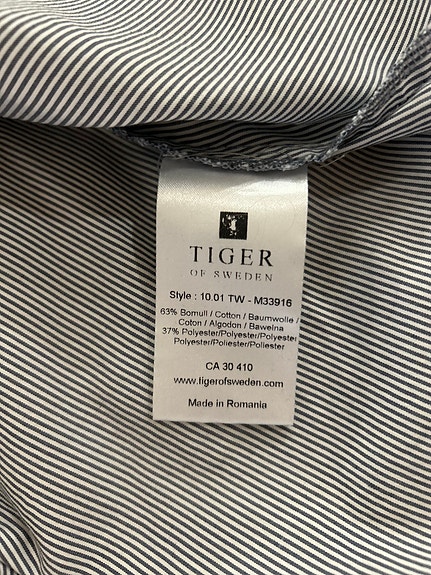 TIGER
OF SWEDEN
Style : 10.01 TW - M33916
63% Bomull / Cotton / Baumwolle /
Coton / Algodon / Bawelna
37% Polyester/Polyester/Polyester
Polyester/Poliester/Poliester
CA 30 410
www.tigerofsweden.com
Made in Romania